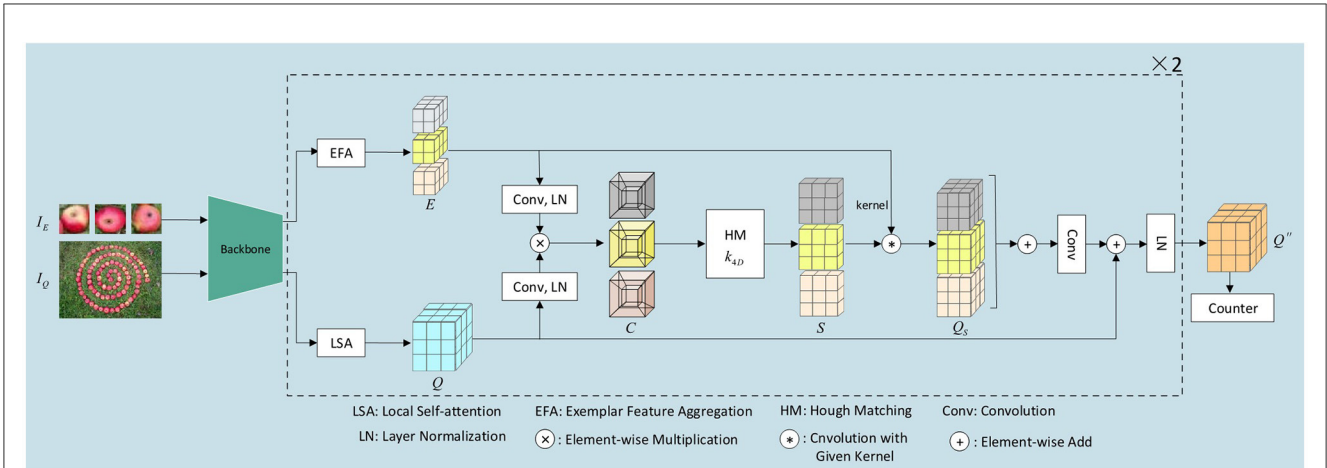 ×2
EFA
E
Conv, LN
kernel
I_E
I_Q
Backbone
HM
k_{4D}
Conv
LN
Q″
Conv, LN
C
S
Q_S
Counter
LSA
Q
LSA: Local Self-attention
EFA: Exemplar Feature Aggregation
HM: Hough Matching
Conv: Convolution
LN: Layer Normalization
× : Element-wise Multiplication
* : Cnvolution with
Given Kernel
+ : Element-wise Add